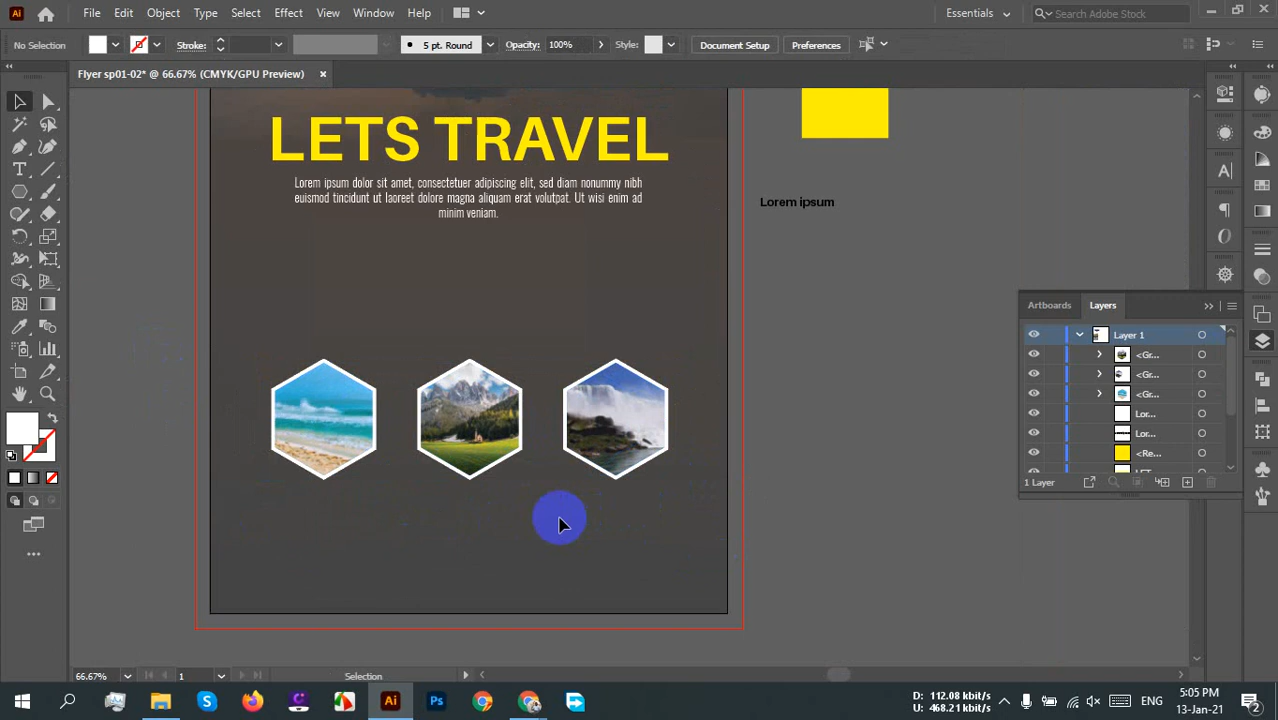 Ai File Edit Object Type Select Effect View Window Help Essentials Search Adobe Stock
No Selection Stroke: 5 pt. Round Opacity: 100% Style: Document Setup Preferences
Flyer sp01-02* @ 66.67% (CMYK/GPU Preview)
LETS TRAVEL
Lorem ipsum dolor sit amet, consectetuer adipiscing elit, sed diam nonummy nibh
euismod tincidunt ut laoreet dolore magna aliquam erat volutpat. Ut wisi enim ad
minim veniam.
Lorem ipsum
Artboards Layers
Layer 1
<Gr...
<Gr...
<Gr...
Lor...
Lor...
<Re...
1 Layer
66.67% 1 Selection
Ai Ps
D: 112.08 kbit/s
U: 468.21 kbit/s
ENG
5:05 PM
13-Jan-21
2